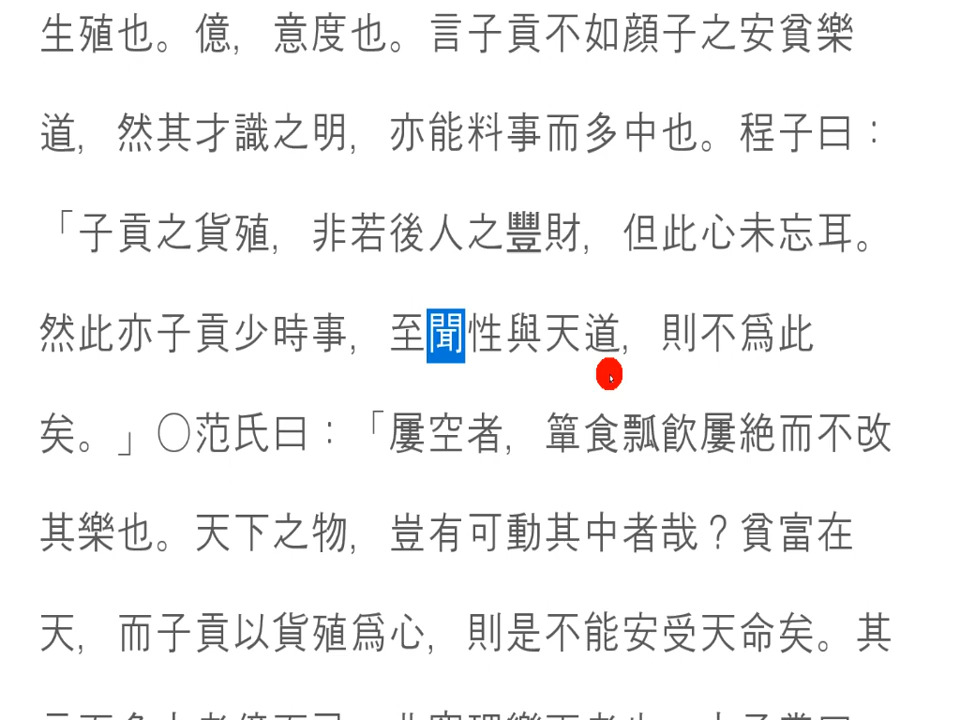 生殖也。億，意度也。言子貢不如顔子之安貧樂
道，然其才識之明，亦能料事而多中也。程子曰：
「子貢之貨殖，非若後人之豐財，但此心未忘耳。
然此亦子貢少時事，至聞性與天道，則不爲此
矣。」○范氏曰：「屢空者，簞食瓢飮屢絶而不改
其樂也。天下之物，豈有可動其中者哉？貧富在
天，而子貢以貨殖爲心，則是不能安受天命矣。其